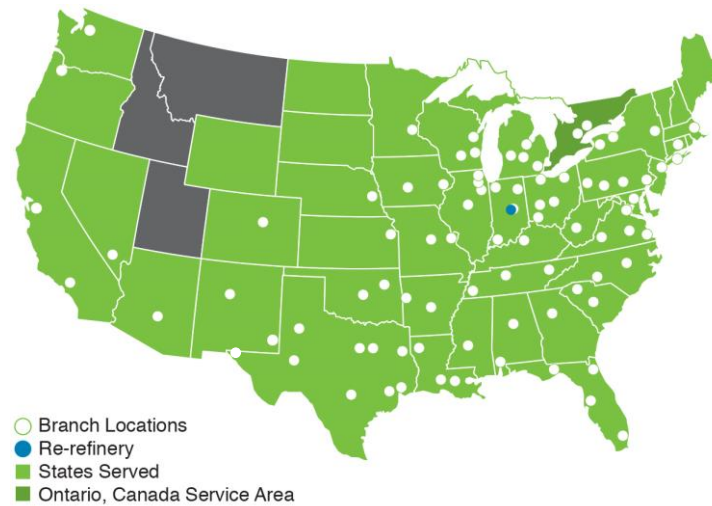 Branch Locations
Re-refinery
States Served
Ontario, Canada Service Area